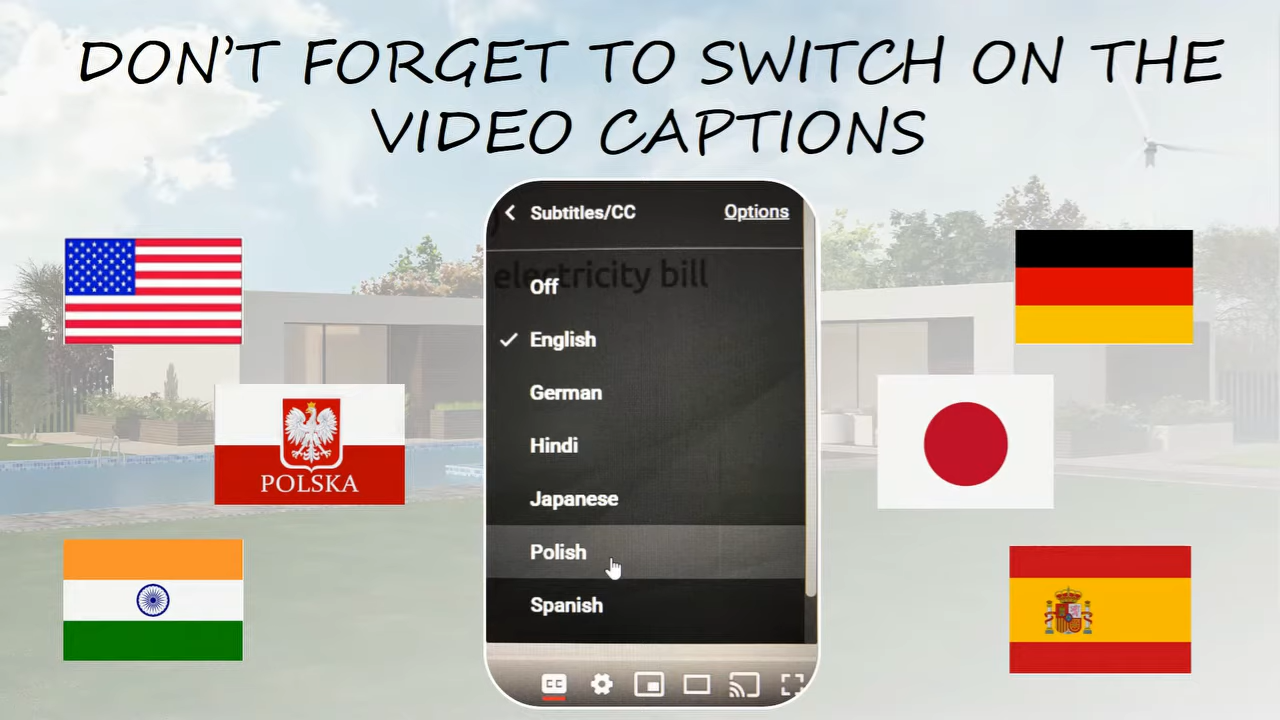 DON'T FORGET TO SWITCH ON THE
VIDEO CAPTIONS
Subtitles/CC
Options
electricity bill
Off
English
German
Hindi
Japanese
Polish
Spanish
POLSKA
CC